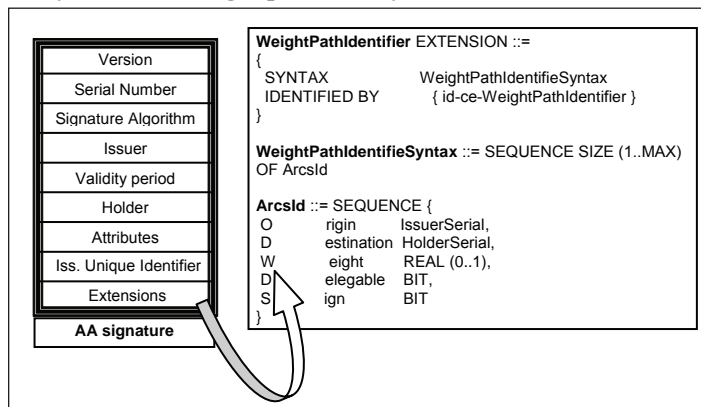 Version
Serial Number
Signature Algorithm
Issuer
Validity period
Holder
Attributes
Iss. Unique Identifier
Extensions
AA signature
WeightPathIdentifier EXTENSION ::=
{
SYNTAX WeightPathIdentifieSyntax
IDENTIFIED BY { id-ce-WeightPathIdentifier }
}
WeightPathIdentifieSyntax ::= SEQUENCE SIZE (1..MAX)
OF ArcsId
ArcsId ::= SEQUENCE {
O rigin IssuerSerial,
D estination HolderSerial,
W eight REAL (0..1),
D elegable BIT,
S ign BIT
}